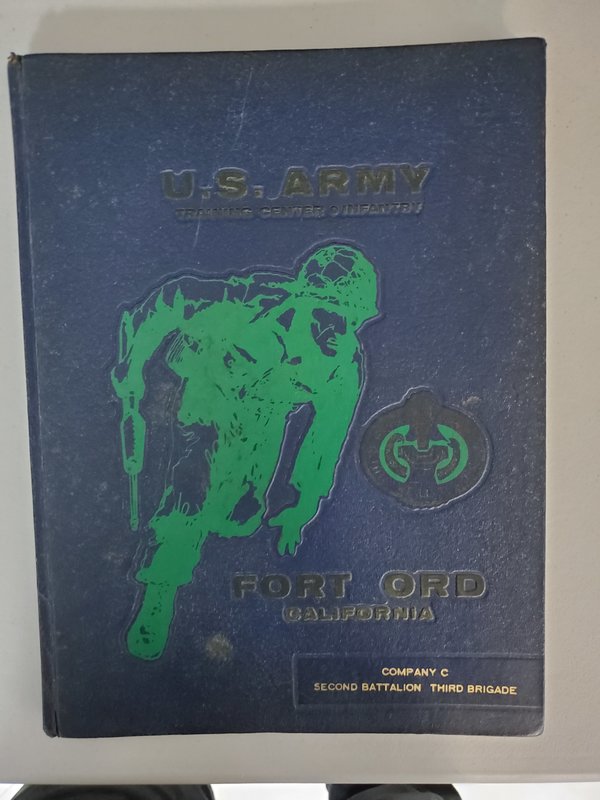 U.S. ARMY
TRAINING CENTER INFANTRY
FORT ORD
CALIFORNIA
COMPANY C
SECOND BATTALION THIRD BRIGADE